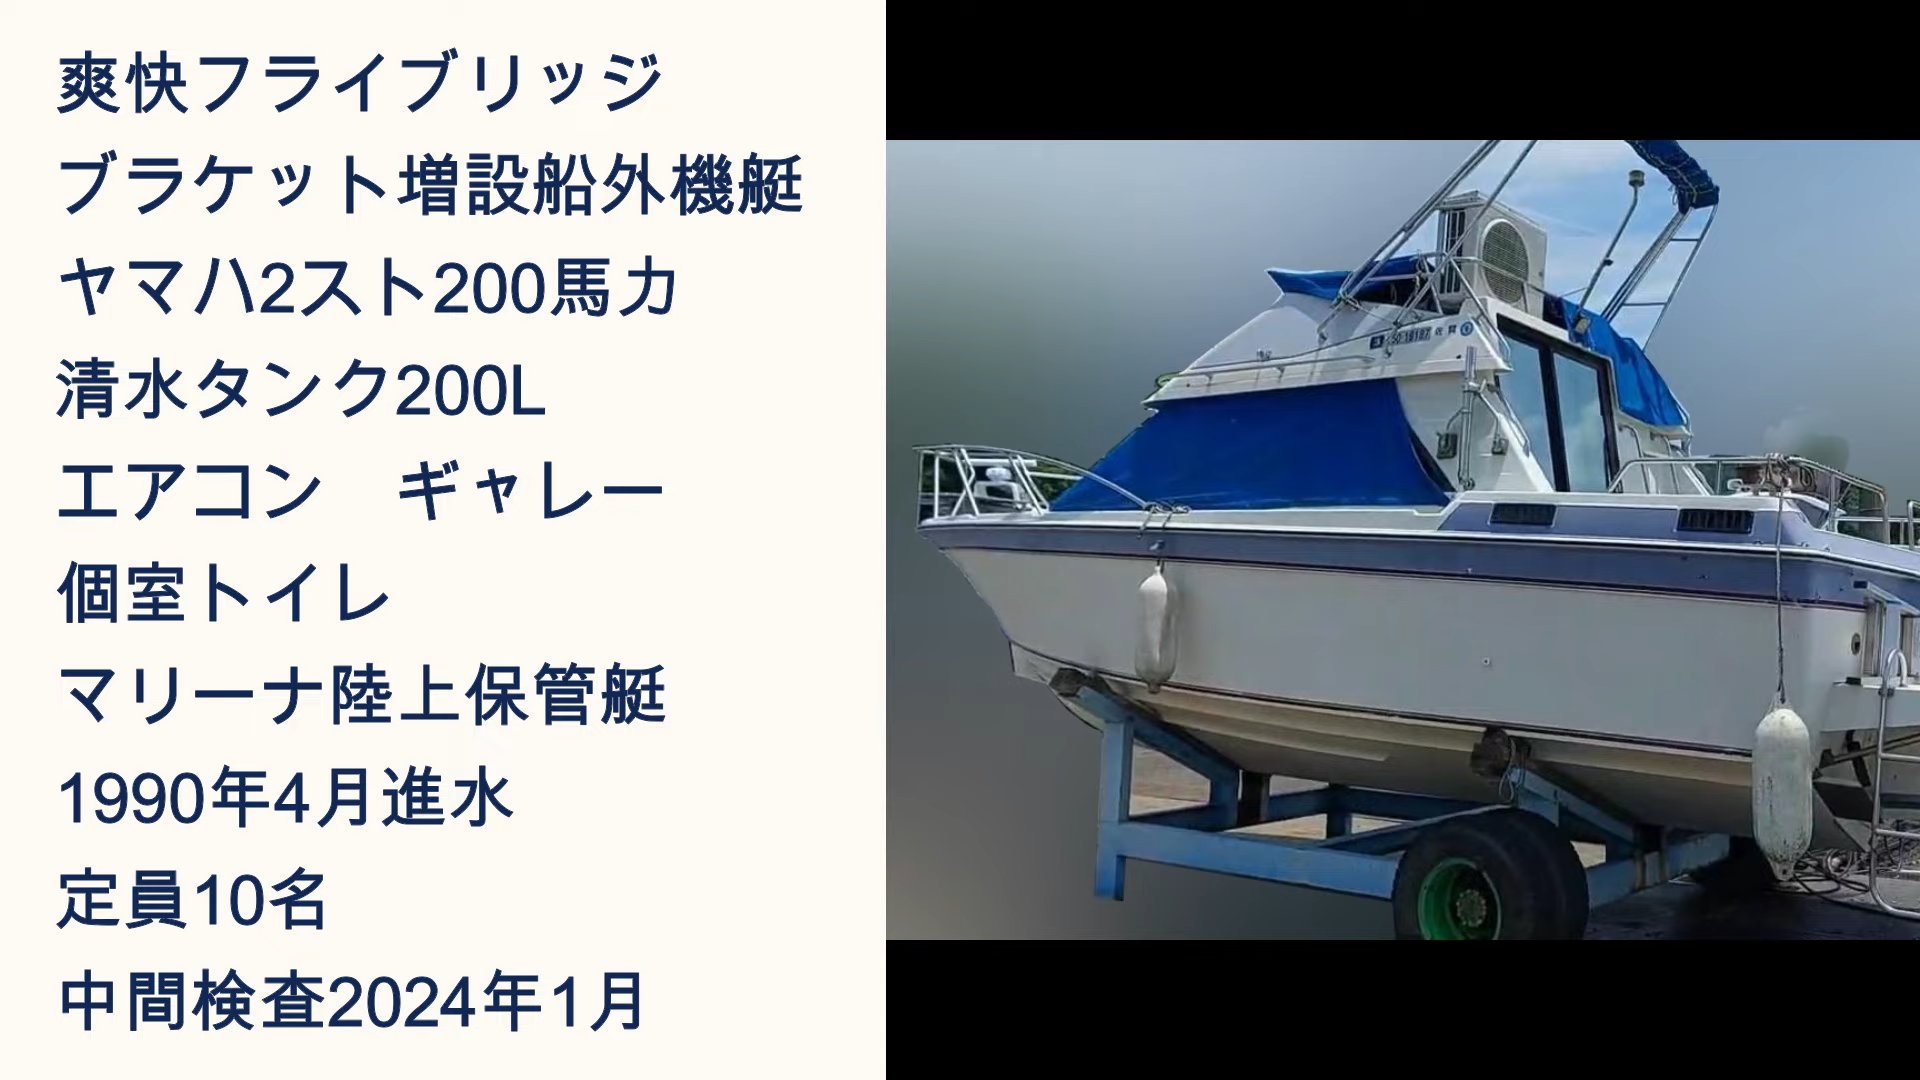 爽快フライブリッジ
ブラケット増設船外機艇
ヤマハ2スト200馬力
清水タンク200L
エアコン　ギャレー
個室トイレ
マリーナ陸上保管艇
1990年4月進水
定員10名
中間検査2024年1月
佐賀